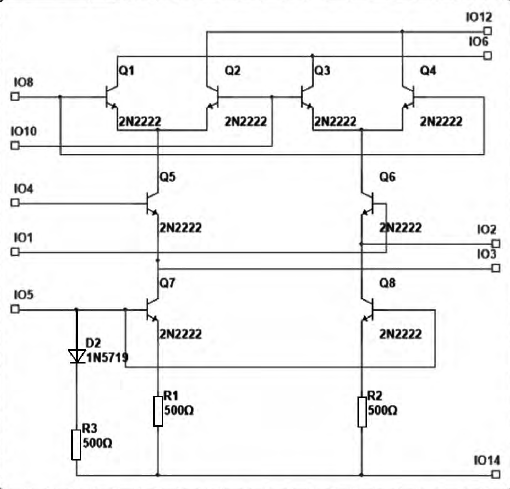 IO12
IO6
IO8
Q1
Q2
Q3
Q4
2N2222
2N2222
2N2222
2N2222
IO10
Q5
Q6
IO4
2N2222
2N2222
IO1
IO2
IO3
Q7
Q8
IO5
2N2222
2N2222
D2
1N5719
R1
500Ω
R2
500Ω
R3
500Ω
IO14